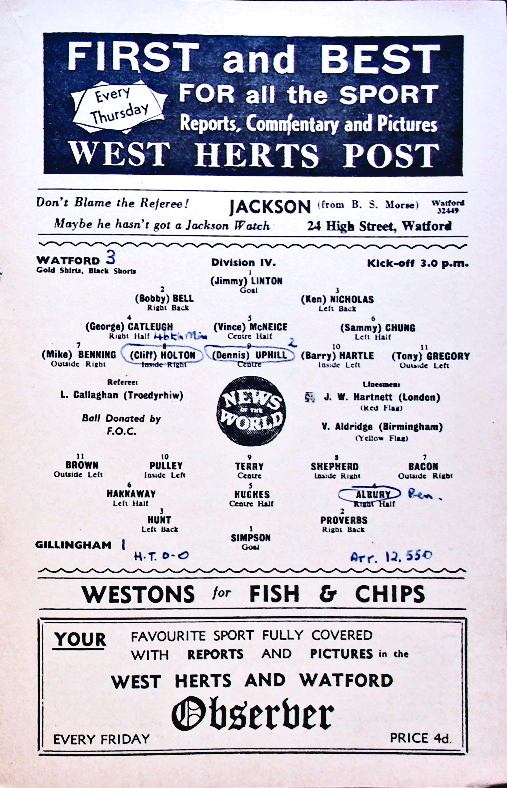 FIRST and BEST
Every Thursday
FOR all the SPORT
Reports, Commentary and Pictures
WEST HERTS POST
Don't Blame the Referee! JACKSON (from B. S. Morse) Watford 32449
Maybe he hasn't got a Jackson Watch 24 High Street, Watford
WATFORD 3 Division IV. Kick-off 3.0 p.m.
Gold Shirts, Black Shorts
1
(Jimmy) LINTON
Goal
2 3
(Bobby) BELL (Ken) NICHOLAS
Right Back Left Back
4 5 6
(George) CATLEUGH (Vince) McNEICE (Sammy) CHUNG
Right Half Centre Half Left Half
7 8 9 2 10 11
(Mike) BENNING (Cliff) HOLTON (Dennis) UPHILL (Barry) HARTLE (Tony) GREGORY
Outside Right Inside Right Centre Inside Left Outside Left
Referee: Linesmen:
L. Callaghan (Troedyrhiw) J. W. Hartnett (London)
(Red Flag)
Ball Donated by F.O.C.
NEWS OF THE WORLD
V. Aldridge (Birmingham)
(Yellow Flag)
11 10 9 8 7
BROWN PULLEY TERRY SHEPHERD BACON
Outside Left Inside Left Centre Inside Right Outside Right
6 5 4
HANNAWAY HUGHES ALBURY Pen.
Left Half Centre Half Right Half
3 2
HUNT PROVERBS
Left Back Right Back
1
SIMPSON
Goal
GILLINGHAM 1
H.T. 0-0 Att. 12,550
WESTONS for FISH & CHIPS
YOUR FAVOURITE SPORT FULLY COVERED
WITH REPORTS AND PICTURES in the
WEST HERTS AND WATFORD
Observer
EVERY FRIDAY PRICE 4d.